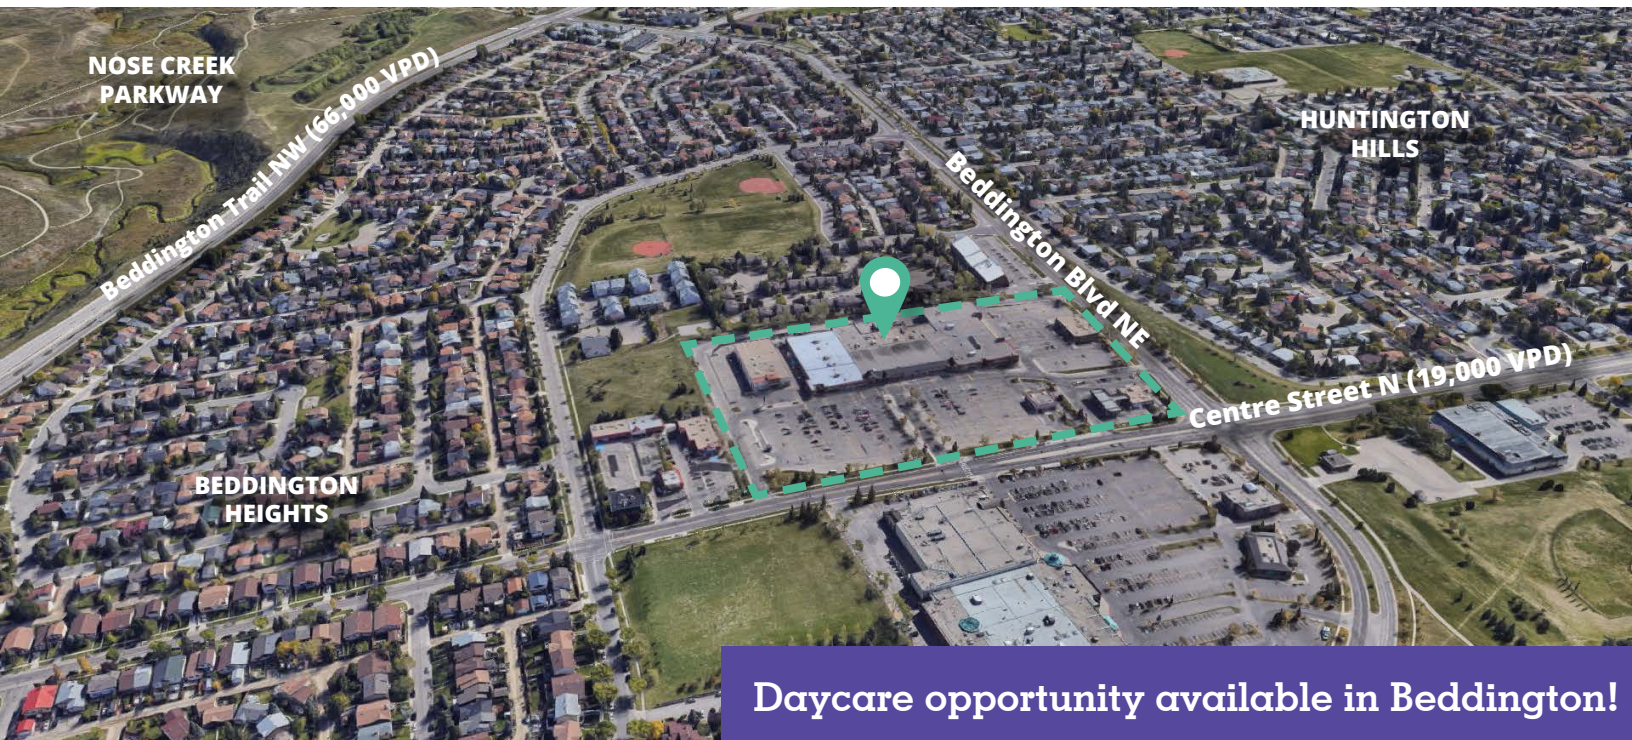 NOSE CREEK
PARKWAY
Beddington Trail NW (66,000 VPD)
HUNTINGTON
HILLS
Beddington Blvd NE
Centre Street N (19,000 VPD)
BEDDINGTON
HEIGHTS
Daycare opportunity available in Beddington!